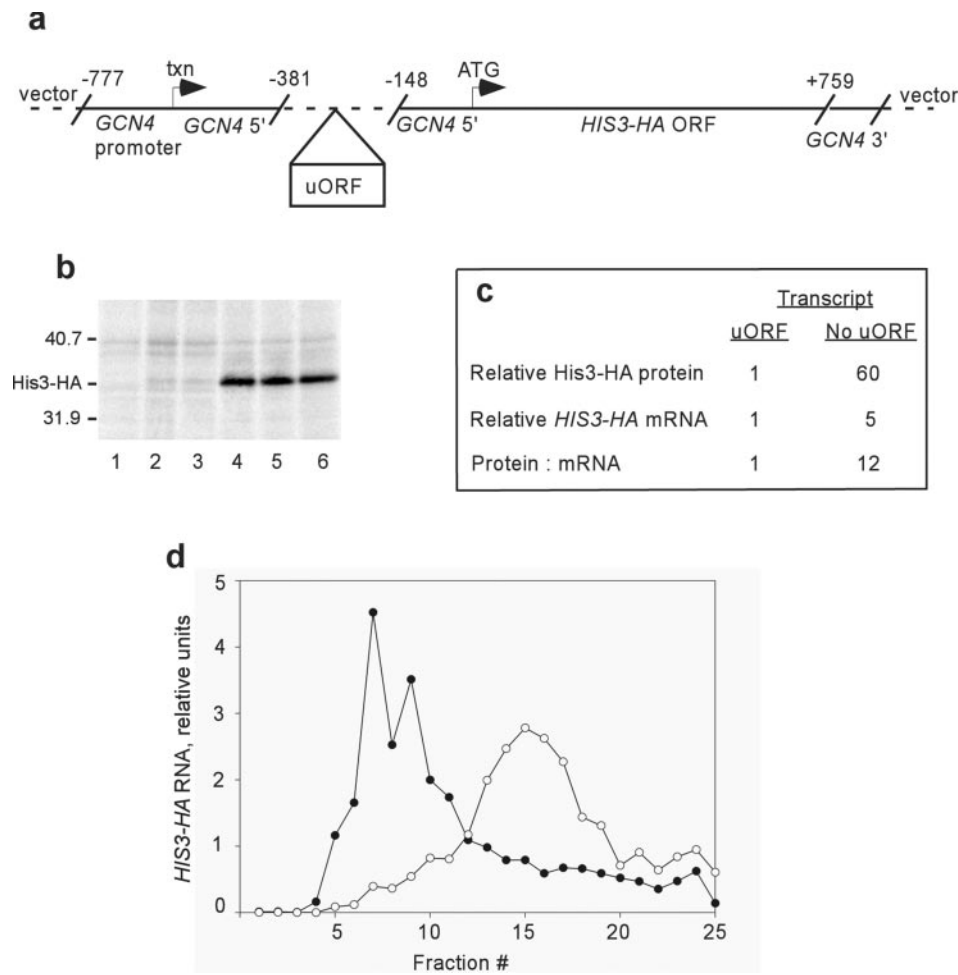 a
-777 txn -381 -148 ATG +759
vector vector
GCN4 GCN4 5' GCN4 5' HIS3-HA ORF GCN4 3'
promoter
uORF
b
40.7
His3-HA
31.9
1 2 3 4 5 6
c
Transcript
uORF No uORF
Relative His3-HA protein 1 60
Relative HIS3-HA mRNA 1 5
Protein : mRNA 1 12
d
HIS3-HA RNA, relative units
5
4
3
2
1
0
5 10 15 20 25
Fraction #